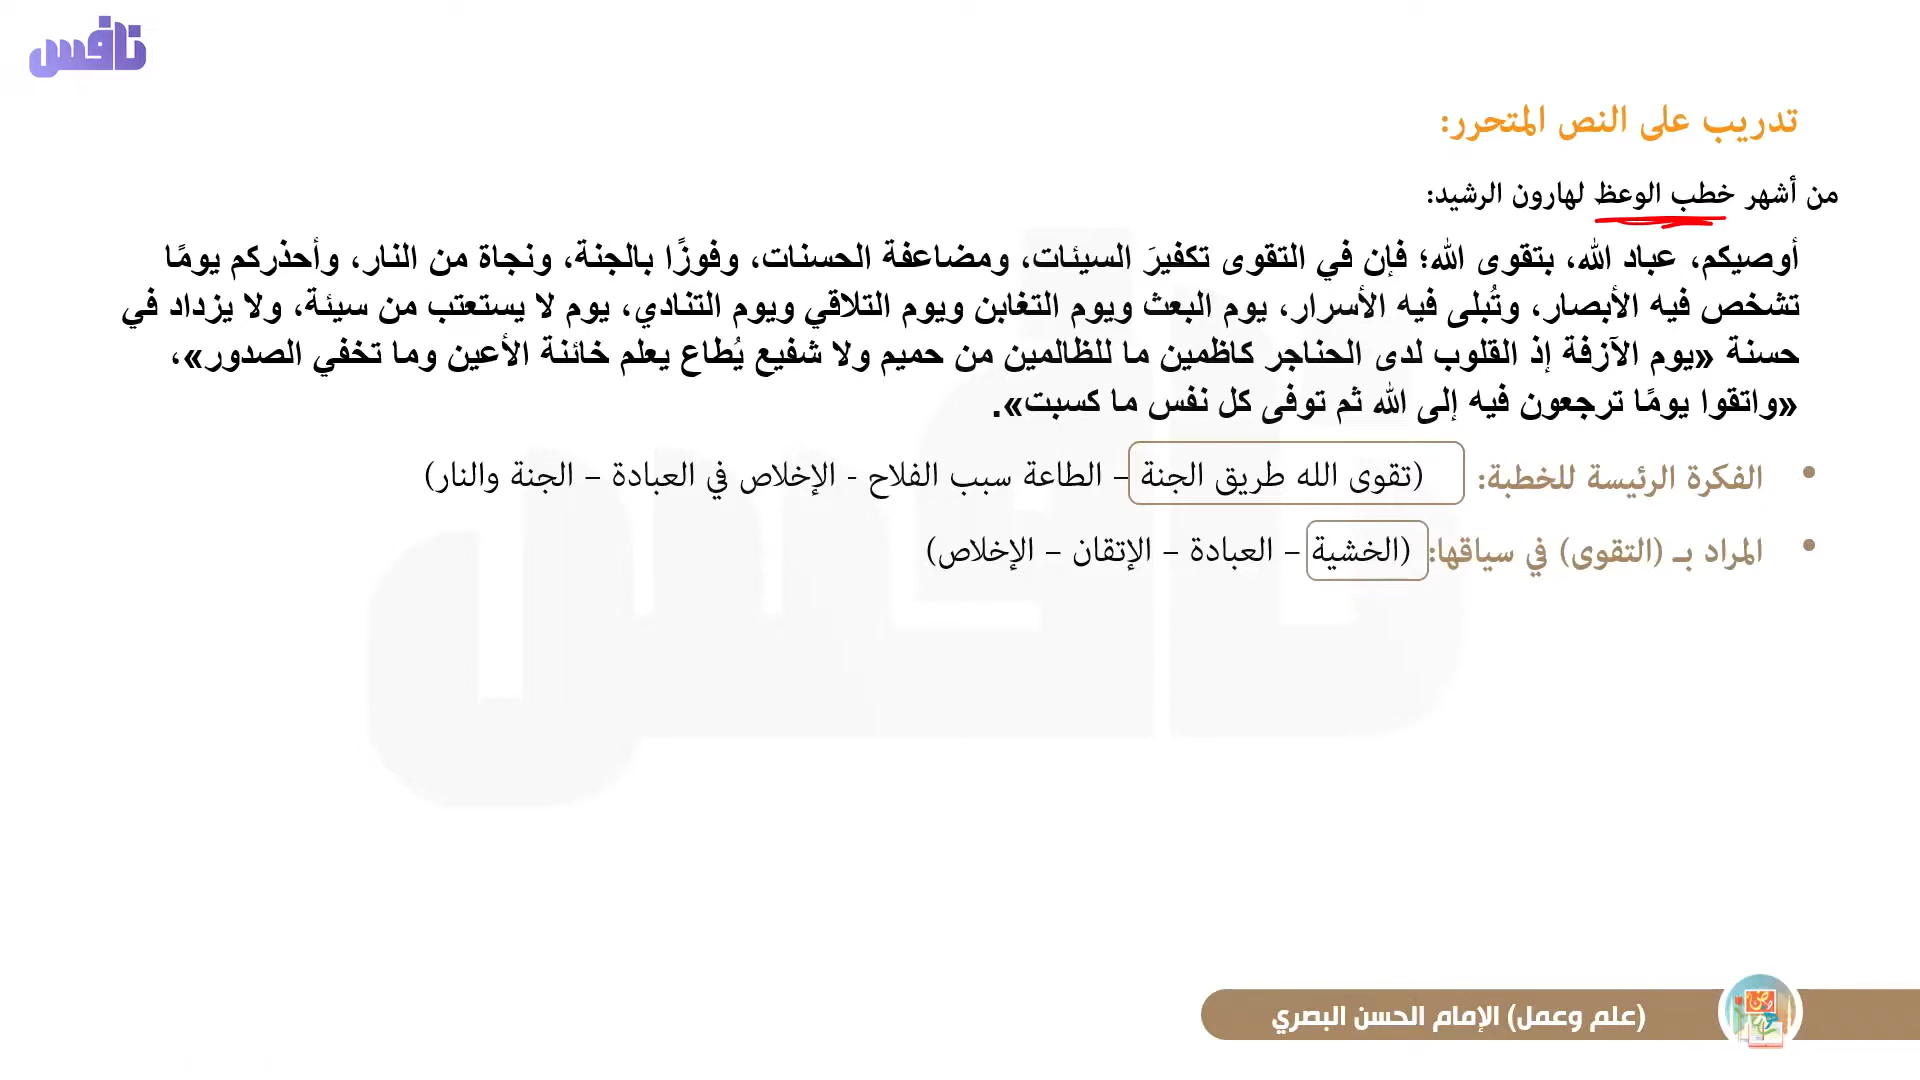 نافس
تدريب على النص المتحرر:
من أشهر خطب الوعظ لهارون الرشيد:
أوصيكم، عباد الله، بتقوى الله؛ فإن في التقوى تكفيرَ السيئات، ومضاعفة الحسنات، وفوزًا بالجنة، ونجاة من النار، وأحذركم يومًا
تشخص فيه الأبصار، وتُبلى فيه الأسرار، يوم البعث ويوم التغابن ويوم التلاقي ويوم التنادي، يوم لا يستعتب من سيئة، ولا يزداد في
حسنة «يوم الآزفة إذ القلوب لدى الحناجر كاظمين ما للظالمين من حميم ولا شفيع يُطاع يعلم خائنة الأعين وما تخفي الصدور»،
«واتقوا يومًا ترجعون فيه إلى الله ثم توفى كل نفس ما كسبت».
• الفكرة الرئيسة للخطبة: (تقوى الله طريق الجنة – الطاعة سبب الفلاح - الإخلاص في العبادة – الجنة والنار)
• المراد بـ (التقوى) في سياقها: (الخشية – العبادة – الإتقان – الإخلاص)
(علم وعمل) الإمام الحسن البصري